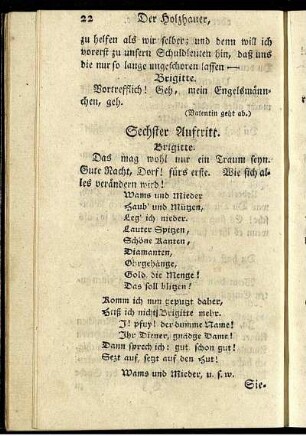 22 Der Holzhauer,
zu helfen als wir selber; und denn will ich
vorerst zu unsern Schuldleuten hin, daß uns
die nur so lange ungeschoren lassen —
Brigitte.
Vortrefflich! Geh, mein Engelsmänn-
chen, geh.
(Valentin geht ab.)
Sechster Auftritt.
Brigitte.
Das mag wohl nur ein Traum seyn.
Gute Nacht, Dorf! fürs erste. Wie sich al-
les verändern wird!
Wams und Mieder
Haub' und Mützen,
Leg' ich nieder.
Lauter Spitzen,
Schöne Kanten,
Diamanten,
Ohrgehänge,
Gold die Menge!
Das soll blitzen!
Komm ich nun geputzt daher,
Heiß ich nicht Brigitte mehr.
J! pfuy! der dumme Name!
Ihr Diener, gnädge Dame!
Dann sprech ich: gut, schon gut!
Setzt auf, setzt auf den Hut!
Wams und Mieder, u. s. w.
Sie-